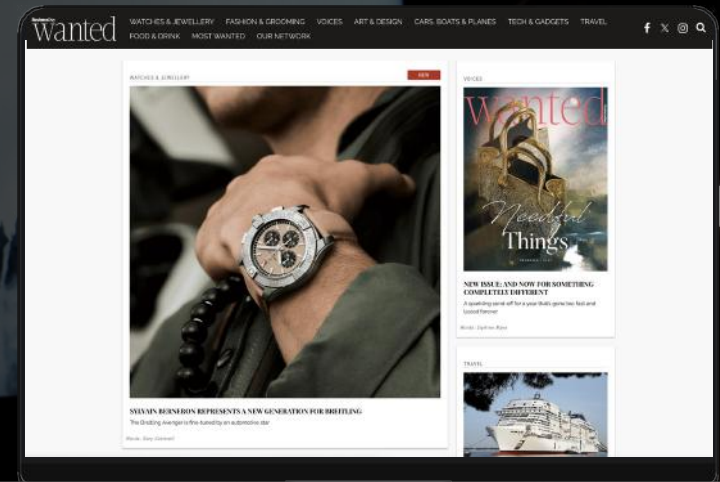 wanted
WATCHES & JEWELLERY FASHION & GROOMING VOICES ART & DESIGN CARS, BOATS & PLANES TECH & GADGETS TRAVEL
FOOD & DRINK MOST WANTED OUR NETWORK
WATCHES & JEWELLERY
NEW
SYLVAIN BERNERON REPRESENTS A NEW GENERATION FOR BREITLING
The Breitling Avenger is fine-tuned by an automotive star
VOICES
wanted
Needful
Things
NEW ISSUE: AND NOW FOR SOMETHING
COMPLETELY DIFFERENT
A sparkling send-off for a year that's gone too fast and
lasted forever
TRAVEL